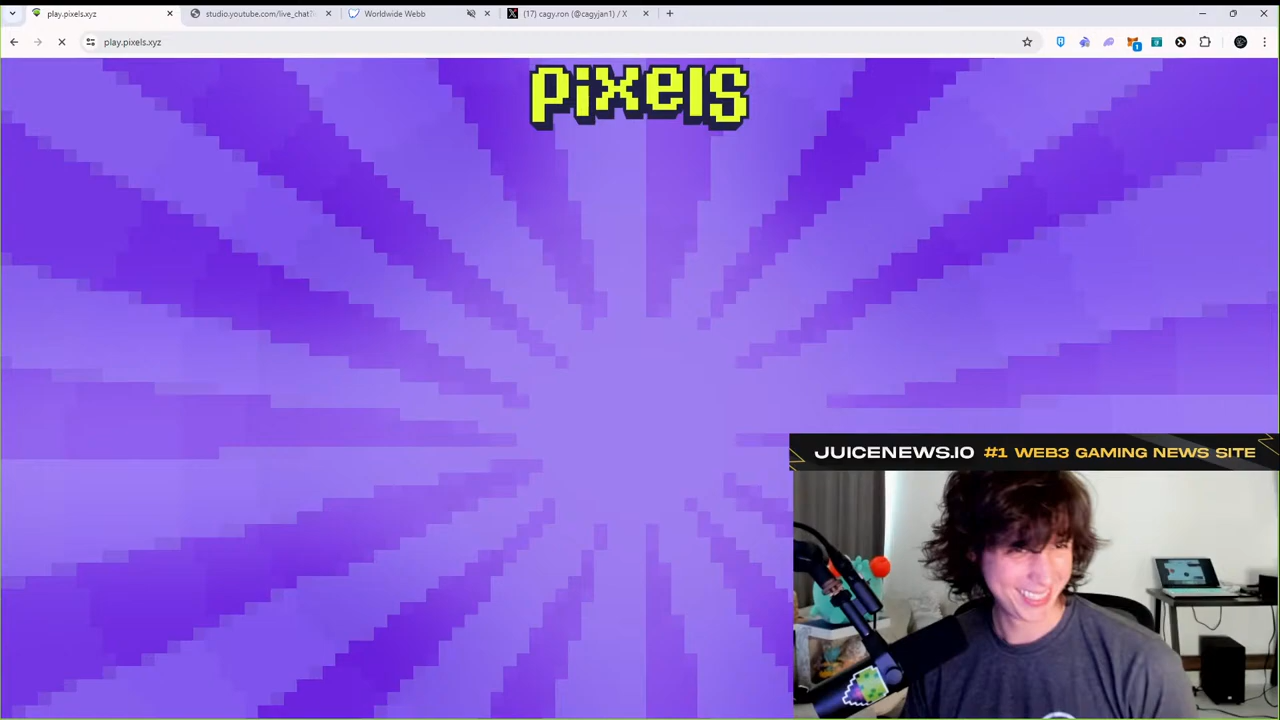 play.pixels.xyz
studio.youtube.com/live_chat?
Worldwide Webb
(17) cagy.ron (@cagyjan1) / X
play.pixels.xyz
1
pixels
JUICENEWS.IO #1 WEB3 GAMING NEWS SITE